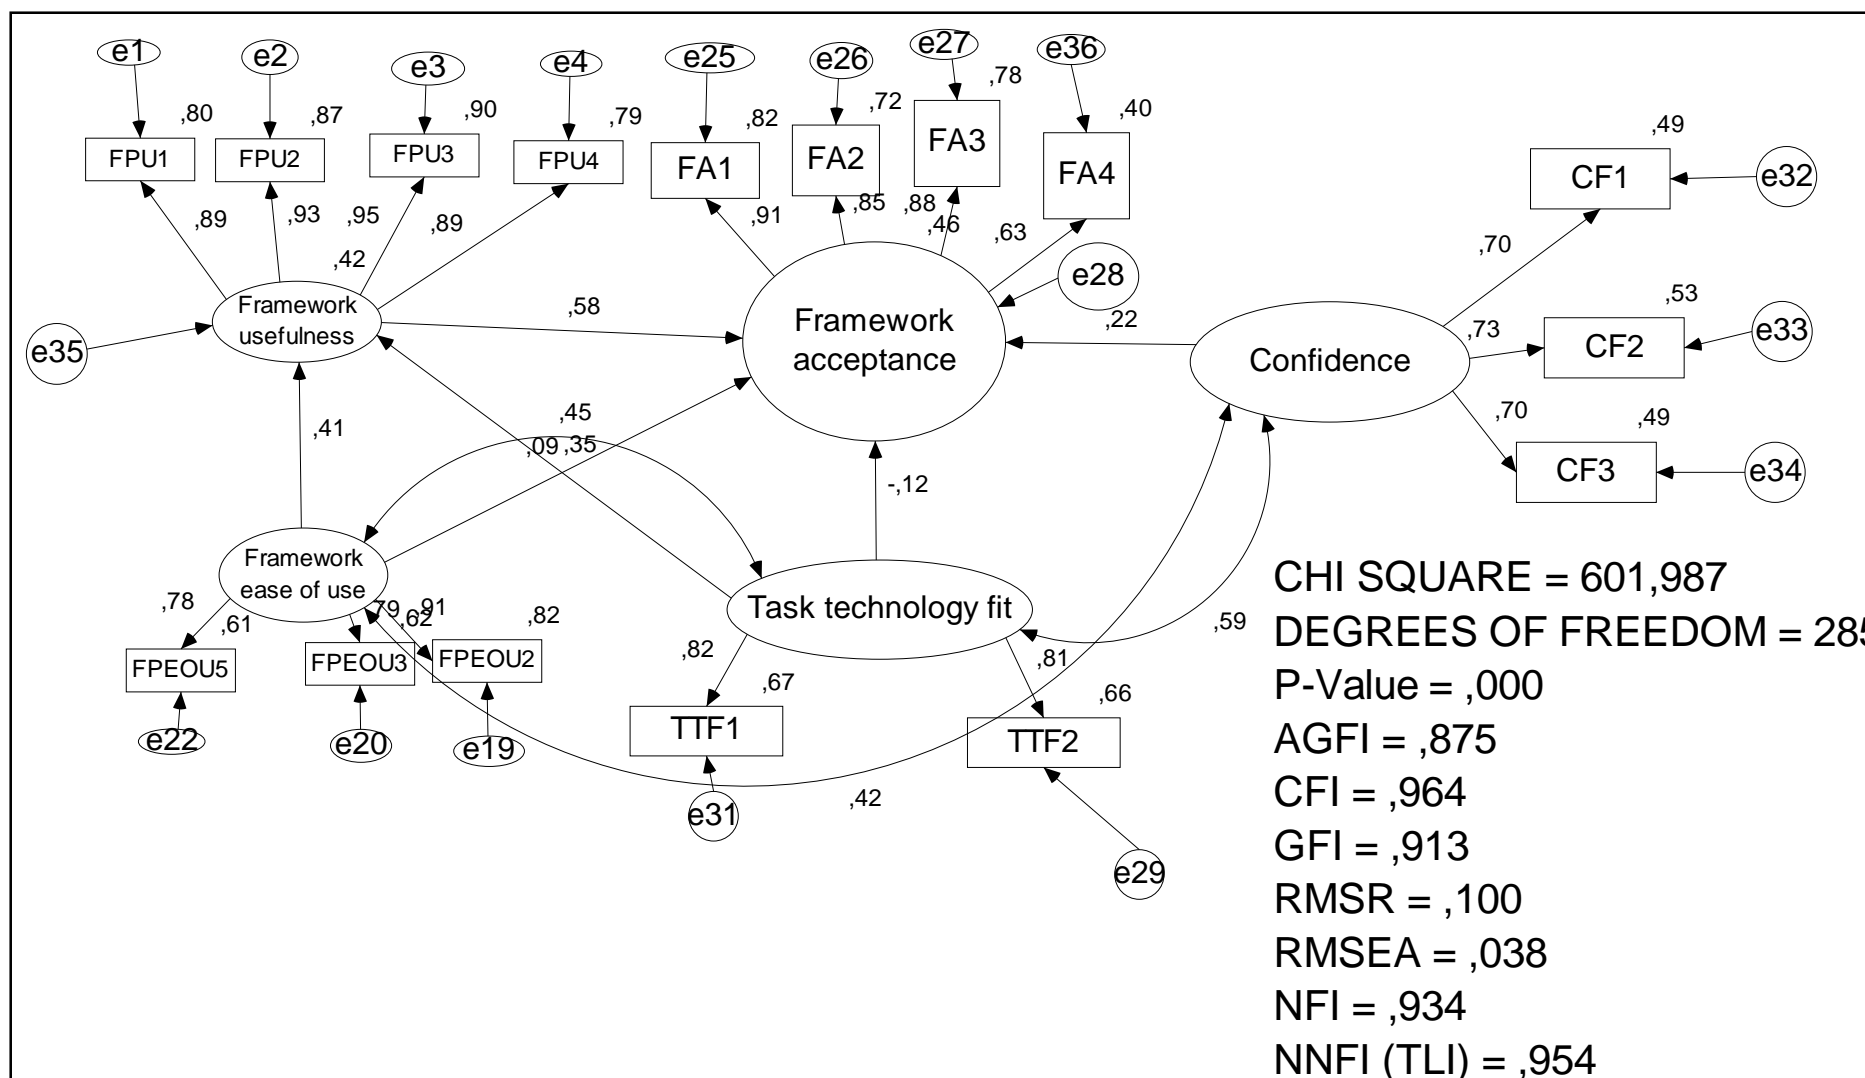 e1
e2
e3
e4
e25
e26
e27
e36
,80
,87
,90
,79
,82
,72
,78
,40
FPU1
FPU2
FPU3
FPU4
FA1
FA2
FA3
FA4
,49
CF1
e32
,89
,93
,95
,89
,91
,85
,88
,46
,63
,70
,42
Framework
usefulness
e35
,58
Framework
acceptance
e28
,22
Confidence
,73
,53
CF2
e33
,70
,49
CF3
e34
,41
,45
,09
,35
-,12
Framework
ease of use
,78
,61
,79
,62
,91
,82
FPEOU5
FPEOU3
FPEOU2
e22
e20
e19
Task technology fit
,59
,82
,67
,81
,66
TTF1
TTF2
e31
e29
,42
CHI SQUARE = 601,987
DEGREES OF FREEDOM = 285
P-Value = ,000
AGFI = ,875
CFI = ,964
GFI = ,913
RMSR = ,100
RMSEA = ,038
NFI = ,934
NNFI (TLI) = ,954